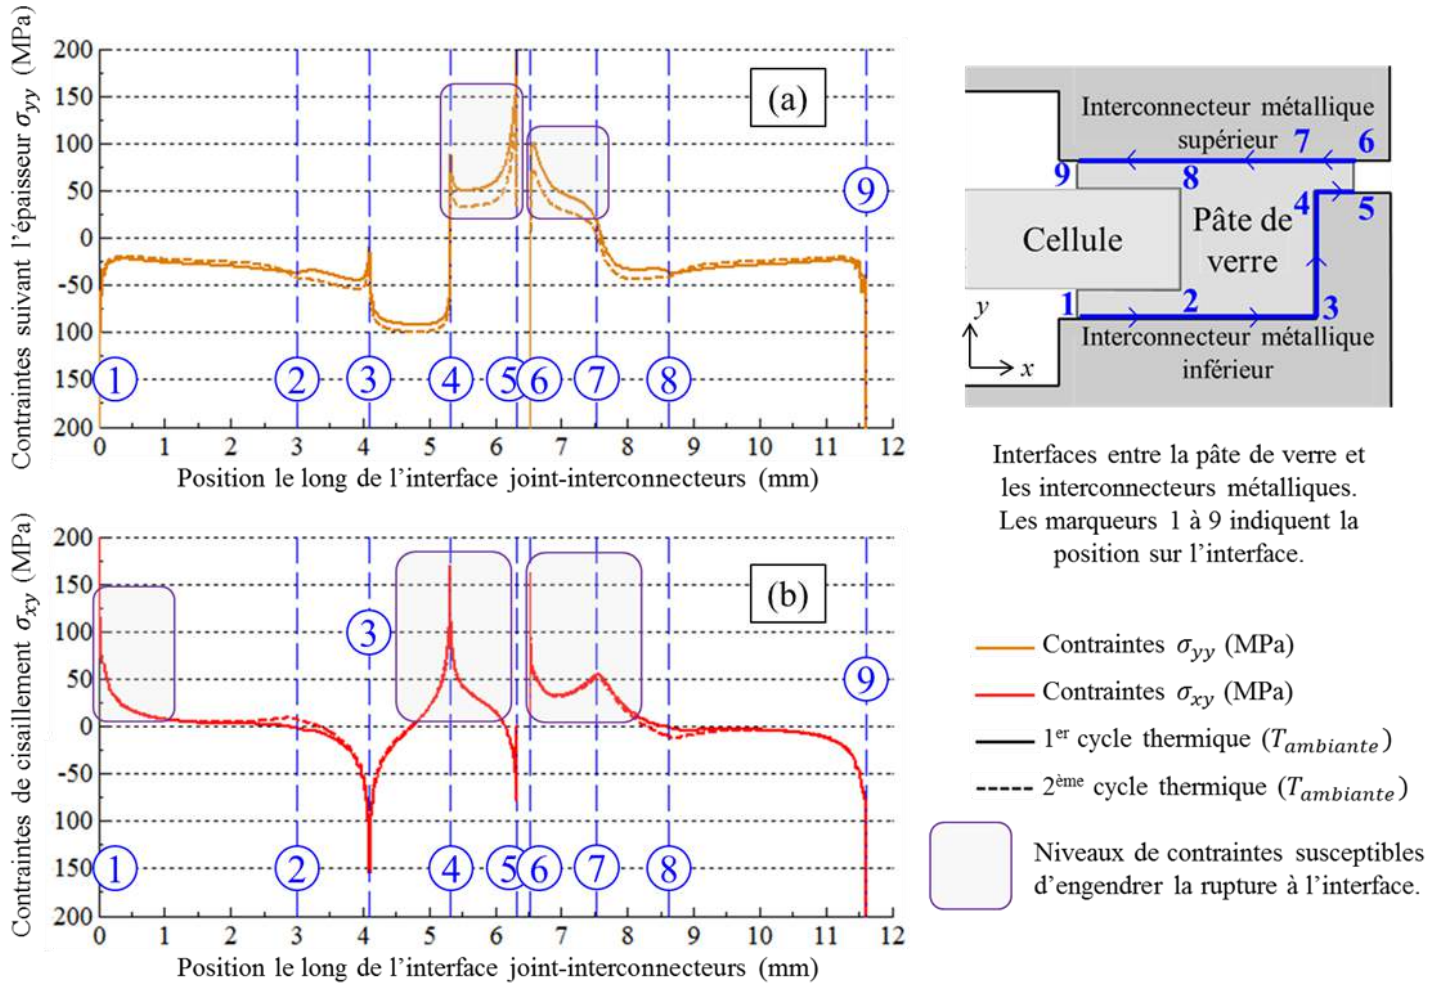 Contraintes suivant l'épaisseur σyy (MPa)
200
150
100
50
0
−50
100
150
200
(a)
1
2
3
4
5
6
7
8
9
0 1 2 3 4 5 6 7 8 9 10 11 12
Position le long de l'interface joint-interconnecteurs (mm)
Contraintes de cisaillement σxy (MPa)
200
150
100
50
0
−50
100
150
200
(b)
1
2
3
4
5
6
7
8
9
0 1 2 3 4 5 6 7 8 9 10 11 12
Position le long de l'interface joint-interconnecteurs (mm)
Interconnecteur métallique
supérieur
7
6
9
8
4
5
Cellule
Pâte de
verre
1
2
3
y
x
Interconnecteur métallique
inférieur
Interfaces entre la pâte de verre et
les interconnecteurs métalliques.
Les marqueurs 1 à 9 indiquent la
position sur l'interface.
Contraintes σyy (MPa)
Contraintes σxy (MPa)
1er cycle thermique (Tambiante)
2ème cycle thermique (Tambiante)
Niveaux de contraintes susceptibles
d'engendrer la rupture à l'interface.